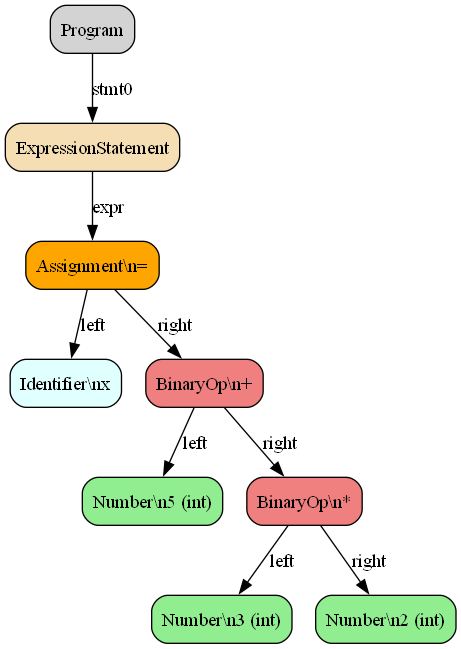 Program
stmt0
ExpressionStatement
expr
Assignment\n=
left
right
Identifier\nx
BinaryOp\n+
left
right
Number\n5 (int)
BinaryOp\n*
left
right
Number\n3 (int)
Number\n2 (int)